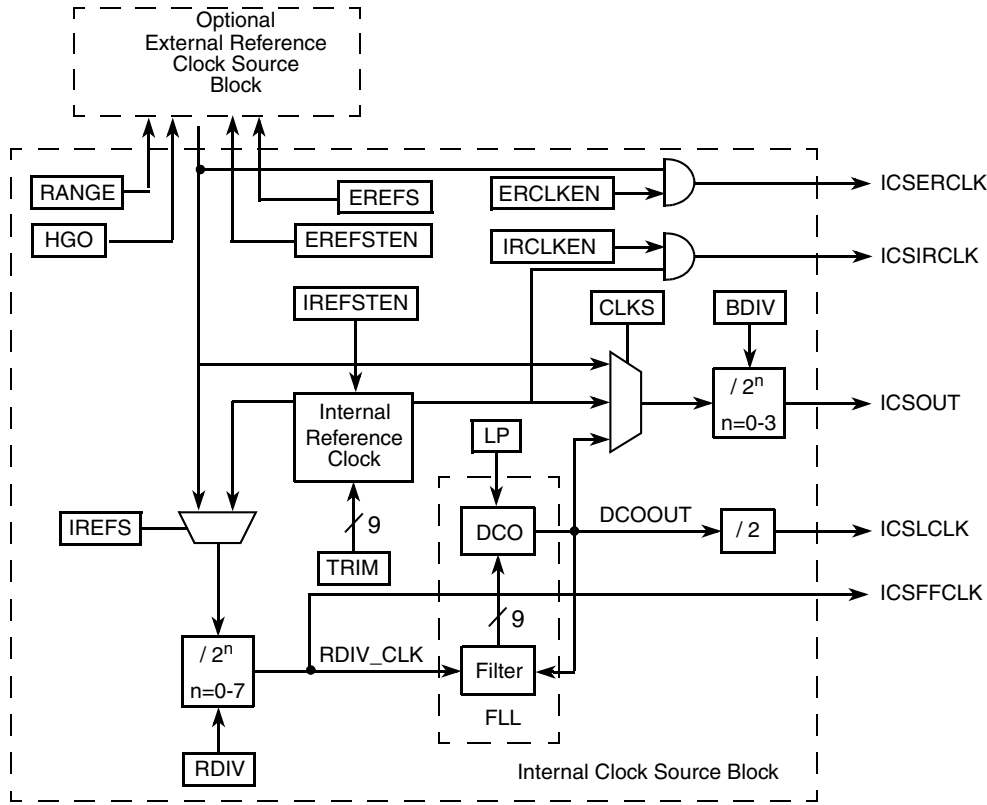 Optional
External Reference
Clock Source
Block
RANGE
HGO
EREFS
EREFSTEN
ERCLKEN
IRCLKEN
ICSERCLK
ICSIRCLK
IREFSTEN
CLKS
BDIV
Internal
Reference
Clock
LP
/ 2ⁿ
n=0-3
ICSOUT
IREFS
9
TRIM
DCO
DCOOUT
/ 2
ICSLCLK
ICSFFCLK
9
/ 2ⁿ
n=0-7
RDIV_CLK
Filter
FLL
RDIV
Internal Clock Source Block